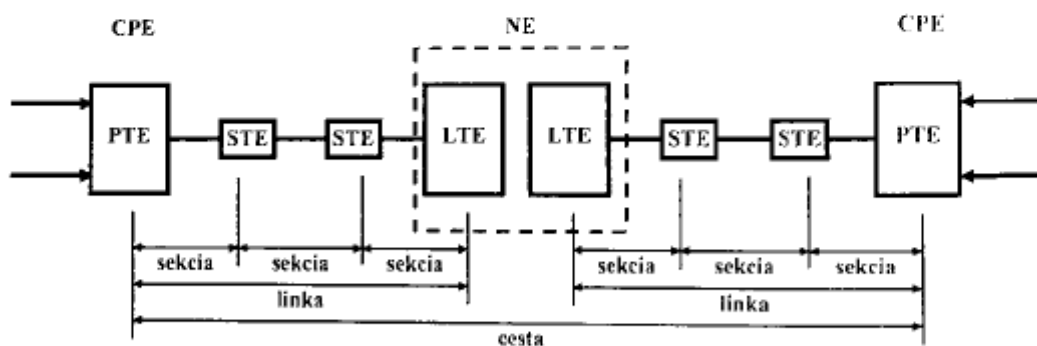 CPE NE CPE
PTE STE STE LTE LTE STE STE PTE
sekcia sekcia sekcia sekcia sekcia sekcia
linka linka
cesta